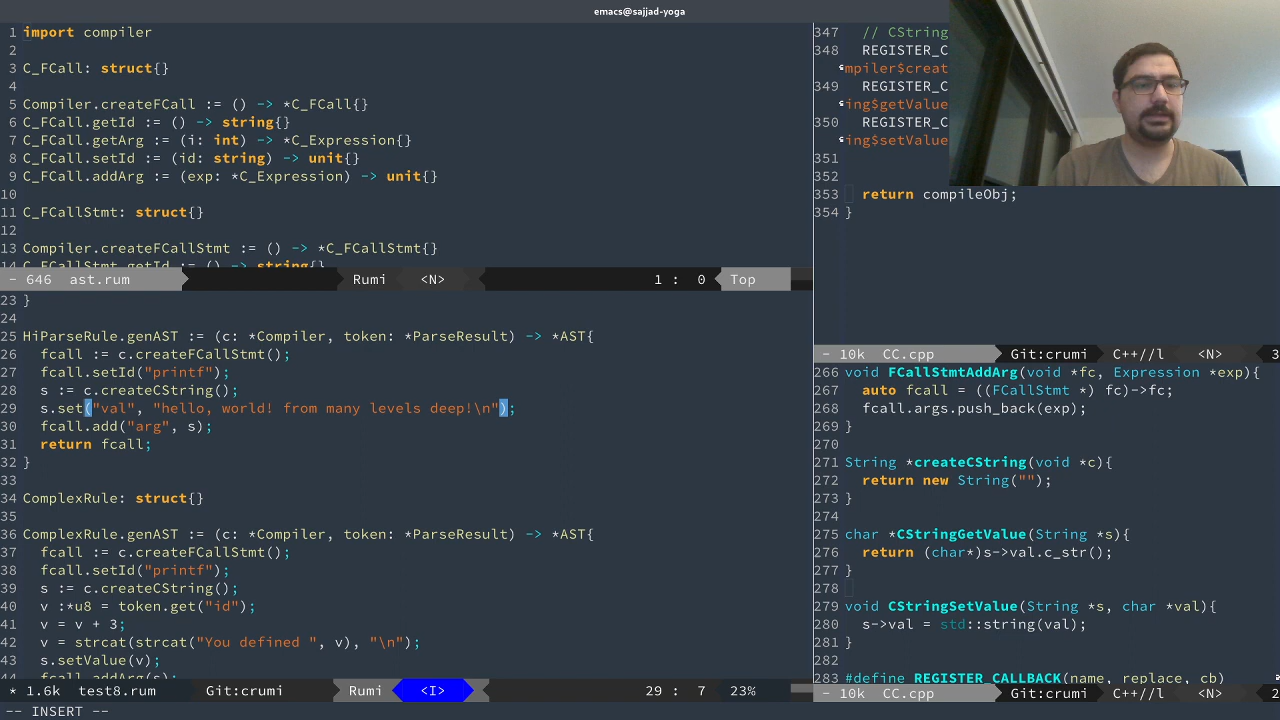 emacs@sajjad-yoga
1 import compiler
2
3 C_FCall: struct{}
4
5 Compiler.createFCall := () -> *C_FCall{}
6 C_FCall.getId := () -> string{}
7 C_FCall.getArg := (i: int) -> *C_Expression{}
8 C_FCall.setId := (id: string) -> unit{}
9 C_FCall.addArg := (exp: *C_Expression) -> unit{}
10
11 C_FCallStmt: struct{}
12
13 Compiler.createFCallStmt := () -> *C_FCallStmt{}
14 C_FCallStmt.getId := () -> string{}
- 646 ast.rum Rumi <N> 1 : 0 Top
23 }
24
25 HiParseRule.genAST := (c: *Compiler, token: *ParseResult) -> *AST{
26 fcall := c.createFCallStmt();
27 fcall.setId("printf");
28 s := c.createCString();
29 s.set("val", "hello, world! from many levels deep!\n");
30 fcall.add("arg", s);
31 return fcall;
32 }
33
34 ComplexRule: struct{}
35
36 ComplexRule.genAST := (c: *Compiler, token: *ParseResult) -> *AST{
37 fcall := c.createFCallStmt();
38 fcall.setId("printf");
39 s := c.createCString();
40 v :*u8 = token.get("id");
41 v = v + 3;
42 v = strcat(strcat("You defined ", v), "\n");
43 s.setValue(v);
44 fcall.addArg(s);
* 1.6k test8.rum Git:crumi Rumi <I> 29 : 7 23%
-- INSERT --
347 // CString
348 REGISTER_C
mpiler$creat
349 REGISTER_C
ing$getValue
350 REGISTER_C
ing$setValue
351
352
353 return compileObj;
354 }
- 10k CC.cpp Git:crumi C++//l <N> 3
266 void FCallStmtAddArg(void *fc, Expression *exp){
267 auto fcall = ((FCallStmt *) fc)->fc;
268 fcall.args.push_back(exp);
269 }
270
271 String *createCString(void *c){
272 return new String("");
273 }
274
275 char *CStringGetValue(String *s){
276 return (char*)s->val.c_str();
277 }
278
279 void CStringSetValue(String *s, char *val){
280 s->val = std::string(val);
281 }
282
283 #define REGISTER_CALLBACK(name, replace, cb)
- 10k CC.cpp Git:crumi C++//l <N> 2